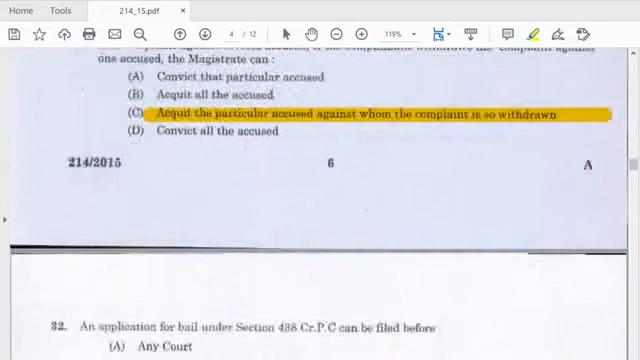 Home Tools 214_15.pdf ×
4 / 12 119%
one accused, the Magistrate can :
(A) Convict that particular accused
(B) Acquit all the accused
(C) Acquit the particular accused against whom the complaint is so withdrawn
(D) Convict all the accused
214/2015 6 A
32. An application for bail under Section 438 Cr.P.C can be filed before
(A) Any Court